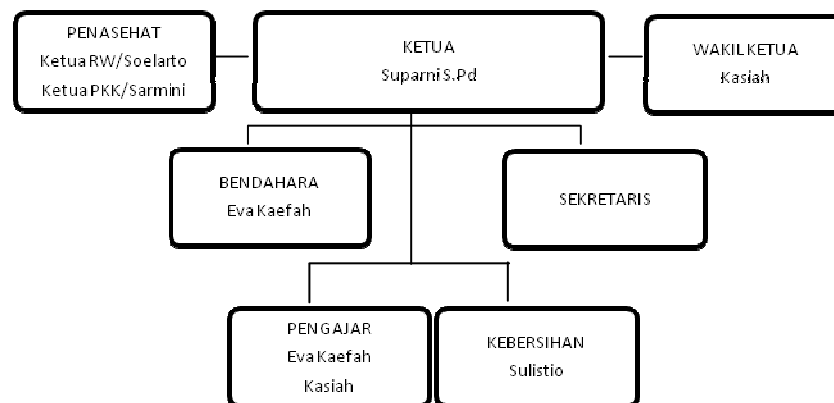 PENASEHAT
Ketua RW/Soelarto
Ketua PKK/Sarmini
KETUA
Suparni S.Pd
WAKIL KETUA
Kasiah
BENDAHARA
Eva Kaefah
SEKRETARIS
PENGAJAR
Eva Kaefah
Kasiah
KEBERSIHAN
Sulistio